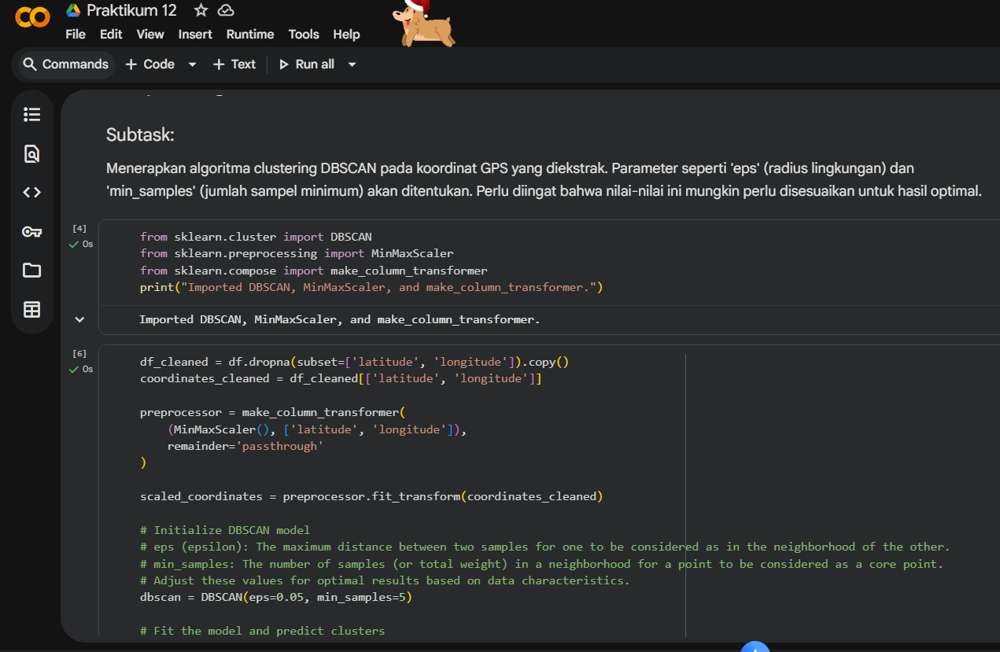 Praktikum 12
File Edit View Insert Runtime Tools Help
Commands + Code + Text Run all
Subtask:
Menerapkan algoritma clustering DBSCAN pada koordinat GPS yang diekstrak. Parameter seperti 'eps' (radius lingkungan) dan
'min_samples' (jumlah sampel minimum) akan ditentukan. Perlu diingat bahwa nilai-nilai ini mungkin perlu disesuaikan untuk hasil optimal.
[4]
0s
from sklearn.cluster import DBSCAN
from sklearn.preprocessing import MinMaxScaler
from sklearn.compose import make_column_transformer
print("Imported DBSCAN, MinMaxScaler, and make_column_transformer.")
Imported DBSCAN, MinMaxScaler, and make_column_transformer.
[6]
0s
df_cleaned = df.dropna(subset=['latitude', 'longitude']).copy()
coordinates_cleaned = df_cleaned[['latitude', 'longitude']]
preprocessor = make_column_transformer(
    (MinMaxScaler(), ['latitude', 'longitude']),
    remainder='passthrough'
)
scaled_coordinates = preprocessor.fit_transform(coordinates_cleaned)
# Initialize DBSCAN model
# eps (epsilon): The maximum distance between two samples for one to be considered as in the neighborhood of the other.
# min_samples: The number of samples (or total weight) in a neighborhood for a point to be considered as a core point.
# Adjust these values for optimal results based on data characteristics.
dbscan = DBSCAN(eps=0.05, min_samples=5)
# Fit the model and predict clusters